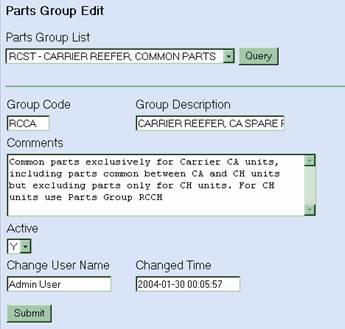 Parts Group Edit
Parts Group List
RCST - CARRIER REEFER, COMMON PARTS
Query
Group Code Group Description
RCCA CARRIER REEFER, CA SPARE
Comments
Common parts exclusively for Carrier CA units,
including parts common between CA and CH units
but excluding parts only for CH units. For CH
units use Parts Group RCCH
Active
Y
Change User Name Changed Time
Admin User 2004-01-30 00:05:57
Submit